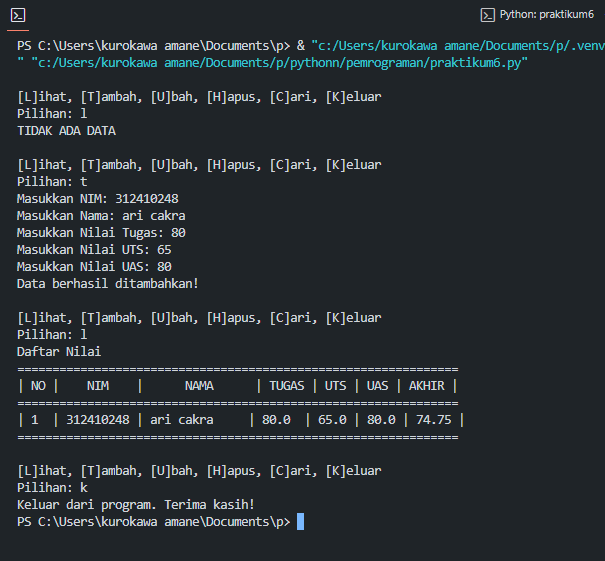 Python: praktikum6
PS C:\Users\kurokawa amane\Documents\p> & "c:/Users/kurokawa amane/Documents/p/.venv
" "c:/Users/kurokawa amane/Documents/p/pythonn/pemrograman/praktikum6.py"
[L]ihat, [T]ambah, [U]bah, [H]apus, [C]ari, [K]eluar
Pilihan: l
TIDAK ADA DATA
[L]ihat, [T]ambah, [U]bah, [H]apus, [C]ari, [K]eluar
Pilihan: t
Masukkan NIM: 312410248
Masukkan Nama: ari cakra
Masukkan Nilai Tugas: 80
Masukkan Nilai UTS: 65
Masukkan Nilai UAS: 80
Data berhasil ditambahkan!
[L]ihat, [T]ambah, [U]bah, [H]apus, [C]ari, [K]eluar
Pilihan: l
Daftar Nilai
===============================================================
| NO |    NIM    |      NAMA      | TUGAS | UTS | UAS | AKHIR |
===============================================================
| 1  | 312410248 | ari cakra     | 80.0  | 65.0 | 80.0 | 74.75 |
===============================================================
[L]ihat, [T]ambah, [U]bah, [H]apus, [C]ari, [K]eluar
Pilihan: k
Keluar dari program. Terima kasih!
PS C:\Users\kurokawa amane\Documents\p>